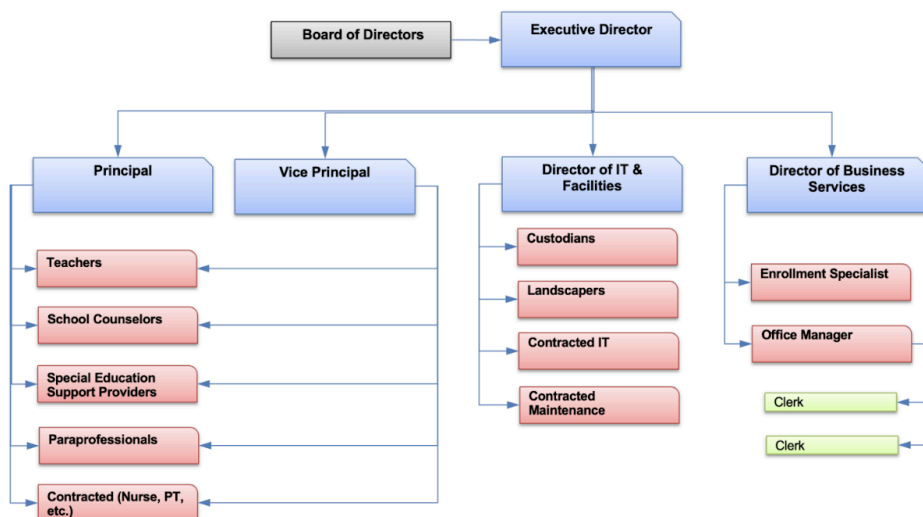 Board of Directors
Executive Director
Principal
Vice Principal
Director of IT &
Facilities
Director of Business
Services
Teachers
School Counselors
Special Education
Support Providers
Paraprofessionals
Contracted (Nurse, PT,
etc.)
Custodians
Landscapers
Contracted IT
Contracted
Maintenance
Enrollment Specialist
Office Manager
Clerk
Clerk